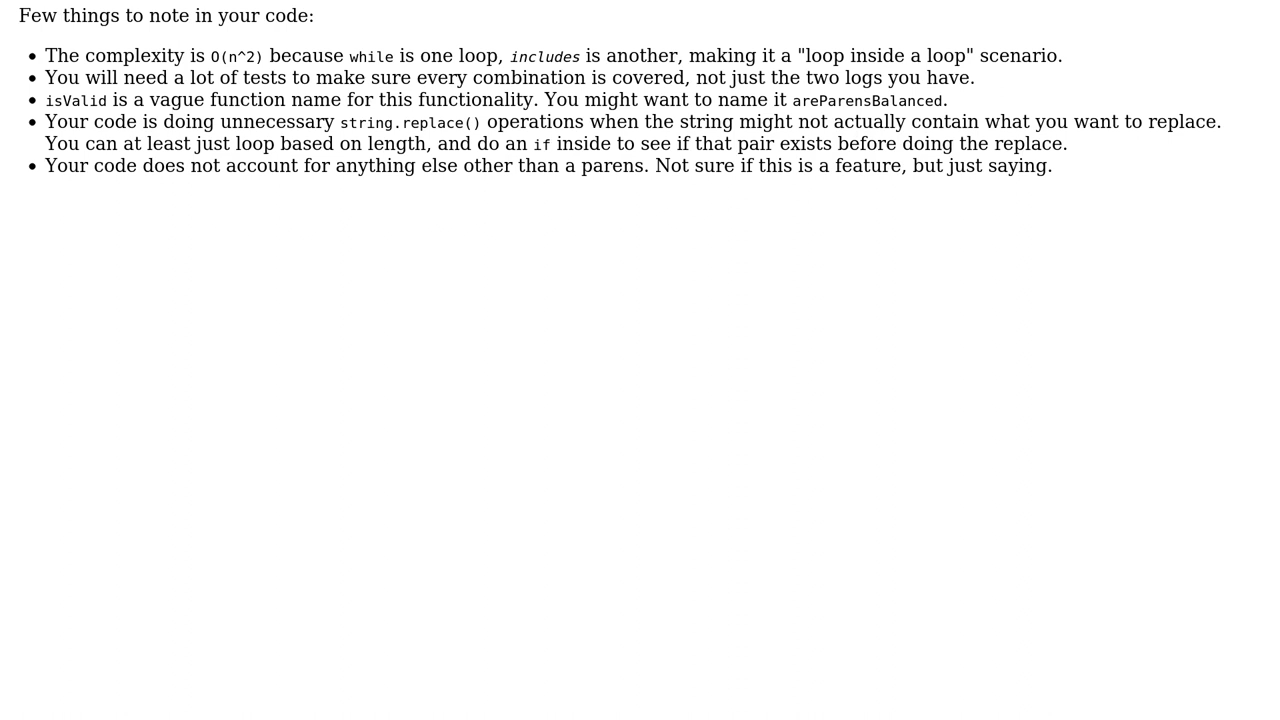 Few things to note in your code:
• The complexity is O(n^2) because while is one loop, includes is another, making it a "loop inside a loop" scenario.
• You will need a lot of tests to make sure every combination is covered, not just the two logs you have.
• isValid is a vague function name for this functionality. You might want to name it areParensBalanced.
• Your code is doing unnecessary string.replace() operations when the string might not actually contain what you want to replace.
You can at least just loop based on length, and do an if inside to see if that pair exists before doing the replace.
• Your code does not account for anything else other than a parens. Not sure if this is a feature, but just saying.